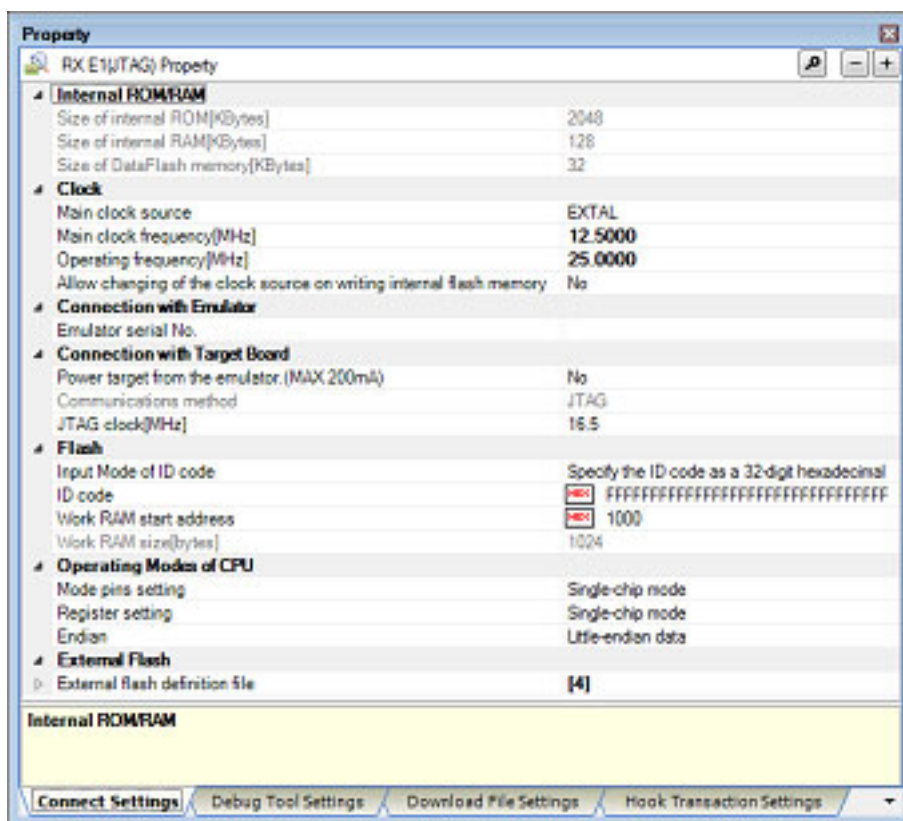 Property
RX E1(JTAG) Property
Internal ROM/RAM
Size of internal ROM[KBytes] 2048
Size of internal RAM[KBytes] 128
Size of DataFlash memory[KBytes] 32
Clock
Main clock source EXTAL
Main clock frequency[MHz] 12.5000
Operating frequency[MHz] 25.0000
Allow changing of the clock source on writing internal flash memory No
Connection with Emulator
Emulator serial No.
Connection with Target Board
Power target from the emulator.(MAX 200mA) No
Communications method JTAG
JTAG clock[MHz] 16.5
Flash
Input Mode of ID code Specify the ID code as a 32-digit hexadecimal
ID code HEX FFFFFFFFFFFFFFFFFFFFFFFFFFFFFFFF
Work RAM start address HEX 1000
Work RAM size[bytes] 1024
Operating Modes of CPU
Mode pins setting Single-chip mode
Register setting Single-chip mode
Endian Little-endian data
External Flash
External flash definition file [4]
Internal ROM/RAM
Connect Settings Debug Tool Settings Download File Settings Hook Transaction Settings